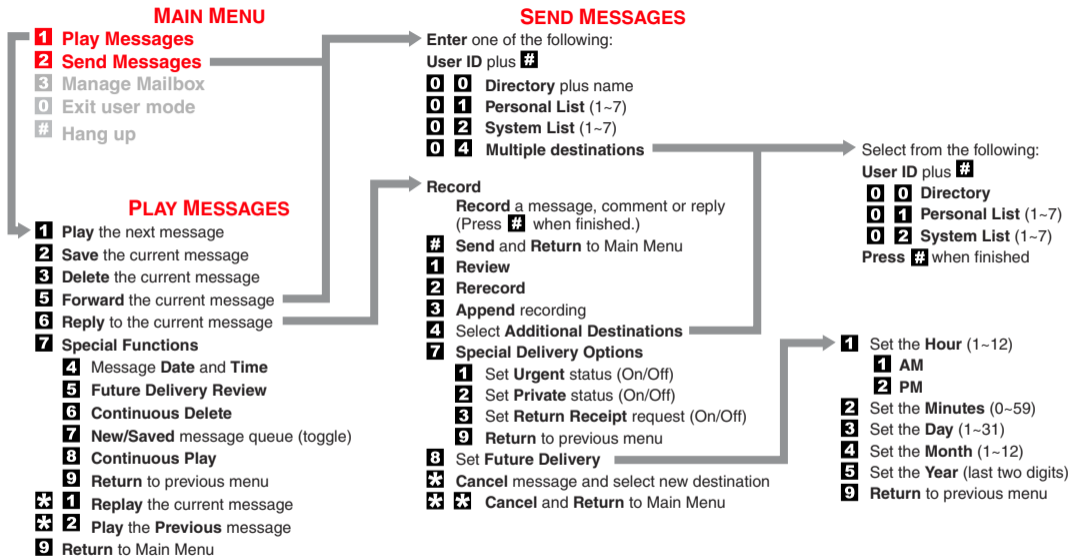 MAIN MENU
1 Play Messages
2 Send Messages
3 Manage Mailbox
0 Exit user mode
# Hang up
PLAY MESSAGES
1 Play the next message
2 Save the current message
3 Delete the current message
5 Forward the current message
6 Reply to the current message
7 Special Functions
4 Message Date and Time
5 Future Delivery Review
6 Continuous Delete
7 New/Saved message queue (toggle)
8 Continuous Play
9 Return to previous menu
* 1 Replay the current message
* 2 Play the Previous message
9 Return to Main Menu
SEND MESSAGES
Enter one of the following:
User ID plus #
0 0 Directory plus name
0 1 Personal List (1~7)
0 2 System List (1~7)
0 4 Multiple destinations
Record
Record a message, comment or reply
(Press # when finished.)
# Send and Return to Main Menu
1 Review
2 Rerecord
3 Append recording
4 Select Additional Destinations
7 Special Delivery Options
1 Set Urgent status (On/Off)
2 Set Private status (On/Off)
3 Set Return Receipt request (On/Off)
9 Return to previous menu
8 Set Future Delivery
* Cancel message and select new destination
* * Cancel and Return to Main Menu
Select from the following:
User ID plus #
0 0 Directory
0 1 Personal List (1~7)
0 2 System List (1~7)
Press # when finished
1 Set the Hour (1~12)
1 AM
2 PM
2 Set the Minutes (0~59)
3 Set the Day (1~31)
4 Set the Month (1~12)
5 Set the Year (last two digits)
9 Return to previous menu